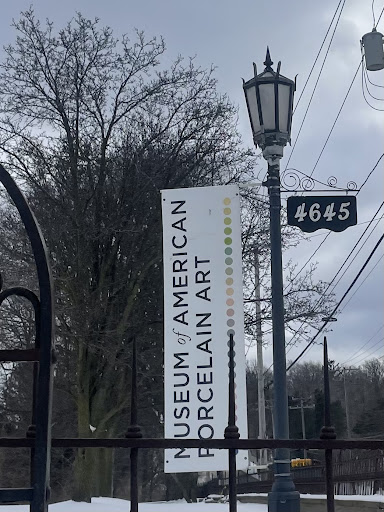 MUSEUM of AMERICAN
PORCELAIN ART
4645